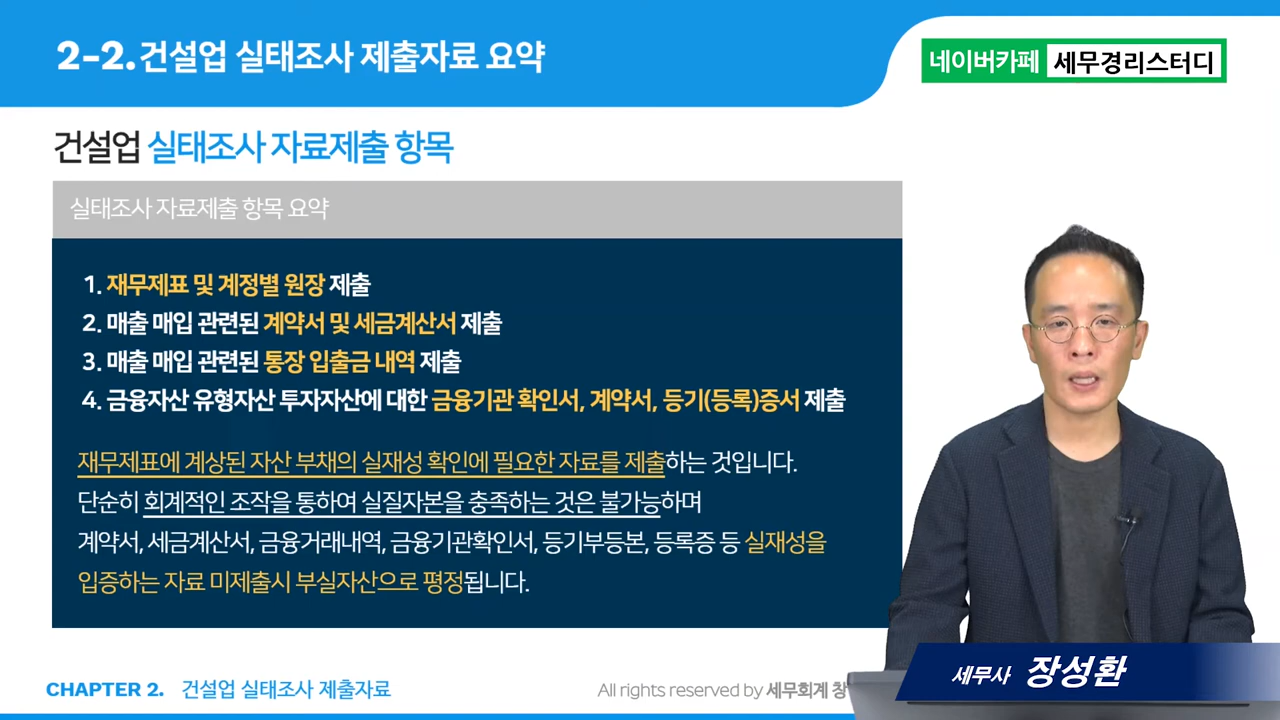 2-2. 건설업 실태조사 제출자료 요약
네이버카페 세무경리스터디
건설업 실태조사 자료제출 항목
실태조사 자료제출 항목 요약
1. 재무제표 및 계정별 원장 제출
2. 매출 매입 관련된 계약서 및 세금계산서 제출
3. 매출 매입 관련된 통장 입출금 내역 제출
4. 금융자산 유형자산 투자자산에 대한 금융기관 확인서, 계약서, 등기(등록)증서 제출
재무제표에 계상된 자산 부채의 실재성 확인에 필요한 자료를 제출하는 것입니다.
단순히 회계적인 조작을 통하여 실질자본을 충족하는 것은 불가능하며
계약서, 세금계산서, 금융거래내역, 금융기관확인서, 등기부등본, 등록증 등 실재성을
입증하는 자료 미제출시 부실자산으로 평정됩니다.
세무사 장성환
CHAPTER 2. 건설업 실태조사 제출자료
All rights reserved by 세무회계 창